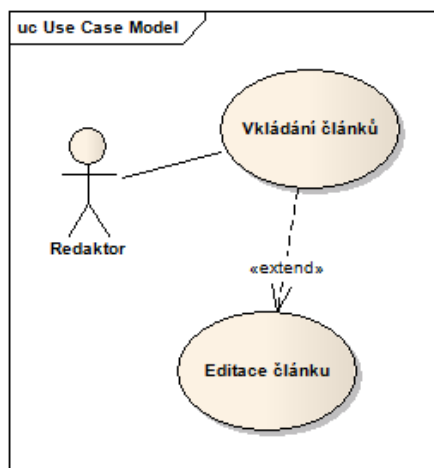 uc Use Case Model
Vkládání článků
Redaktor
«extend»
Editace článku